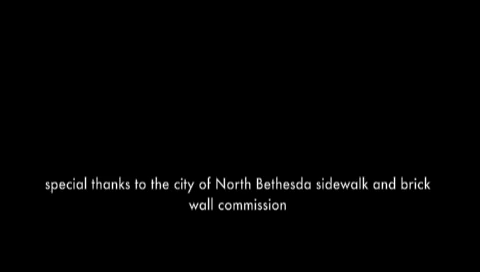 special thanks to the city of North Bethesda sidewalk and brick
wall commission